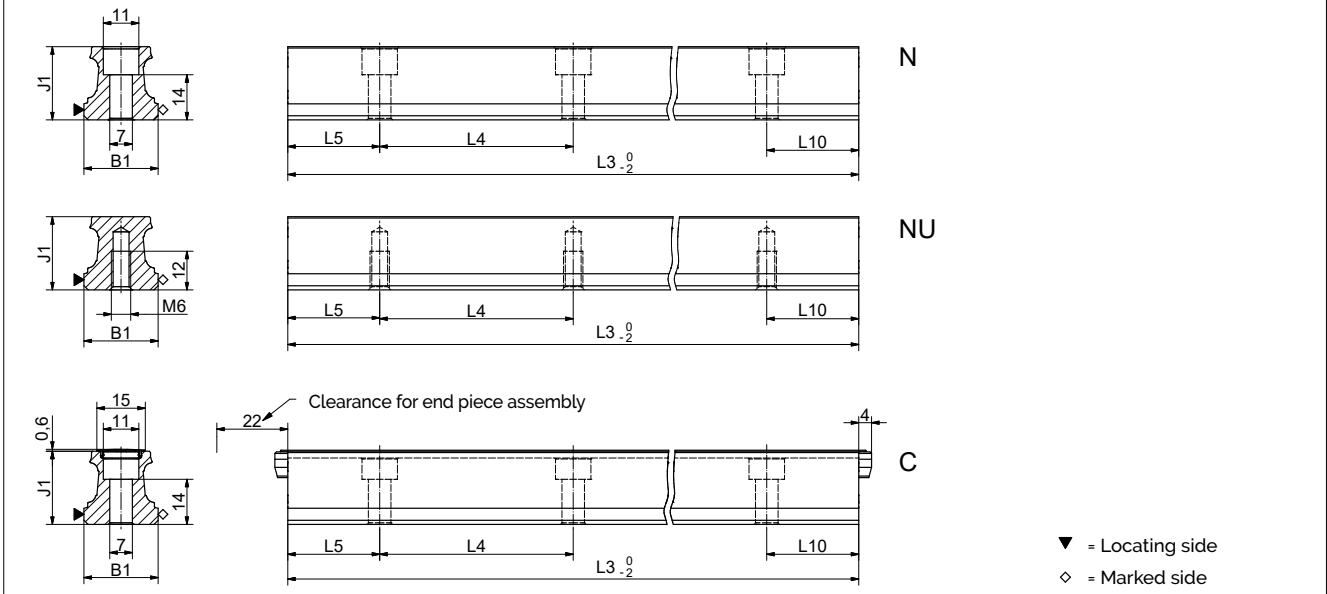 11
J1
14
7
B1
L5
L4
L10
L3 0 -2
N
J1
12
M6
B1
L5
L4
L10
L3 0 -2
NU
15
11
0,6
J1
14
7
B1
22
Clearance for end piece assembly
4
L5
L4
L10
L3 0 -2
C
▼ = Locating side
◇ = Marked side